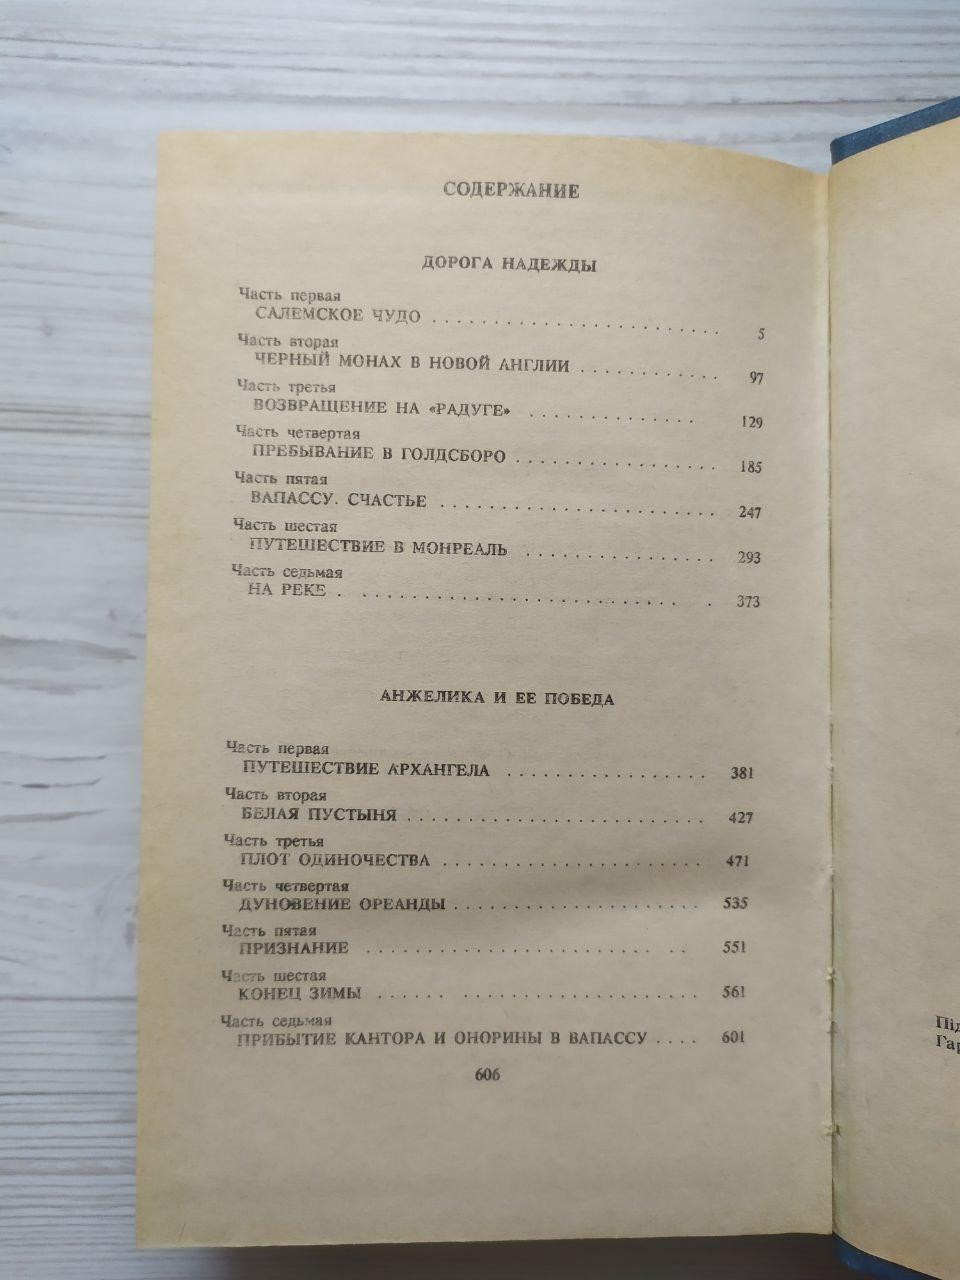 СОДЕРЖАНИЕ
ДОРОГА НАДЕЖДЫ
Часть первая
САЛЕМСКОЕ ЧУДО . . . . . . . . . . . . . . . . . . . . . . . . 5
Часть вторая
ЧЕРНЫЙ МОНАХ В НОВОЙ АНГЛИИ . . . . . . . . . . . . 97
Часть третья
ВОЗВРАЩЕНИЕ НА «РАДУГЕ» . . . . . . . . . . . . . . 129
Часть четвертая
ПРЕБЫВАНИЕ В ГОЛДСБОРО . . . . . . . . . . . . . . . . . 185
Часть пятая
ВАПАССУ. СЧАСТЬЕ . . . . . . . . . . . . . . . . . . . . . . . 247
Часть шестая
ПУТЕШЕСТВИЕ В МОНРЕАЛЬ . . . . . . . . . . . . . . . . 293
Часть седьмая
НА РЕКЕ . . . . . . . . . . . . . . . . . . . . . . . . . . . . 373
АНЖЕЛИКА И ЕЕ ПОБЕДА
Часть первая
ПУТЕШЕСТВИЕ АРХАНГЕЛА . . . . . . . . . . . . . . . . . 381
Часть вторая
БЕЛАЯ ПУСТЫНЯ . . . . . . . . . . . . . . . . . . . . . . . . . 427
Часть третья
ПЛОТ ОДИНОЧЕСТВА . . . . . . . . . . . . . . . . . . . . . . 471
Часть четвертая
ДУНОВЕНИЕ ОРЕАНДЫ . . . . . . . . . . . . . . . . . . . . . 535
Часть пятая
ПРИЗНАНИЕ . . . . . . . . . . . . . . . . . . . . . . . . . . 551
Часть шестая
КОНЕЦ ЗИМЫ . . . . . . . . . . . . . . . . . . . . . . . . . . 561
Часть седьмая
ПРИБЫТИЕ КАНТОРА И ОНОРИНЫ В ВАПАССУ . . . . 601
606
Під
Гар